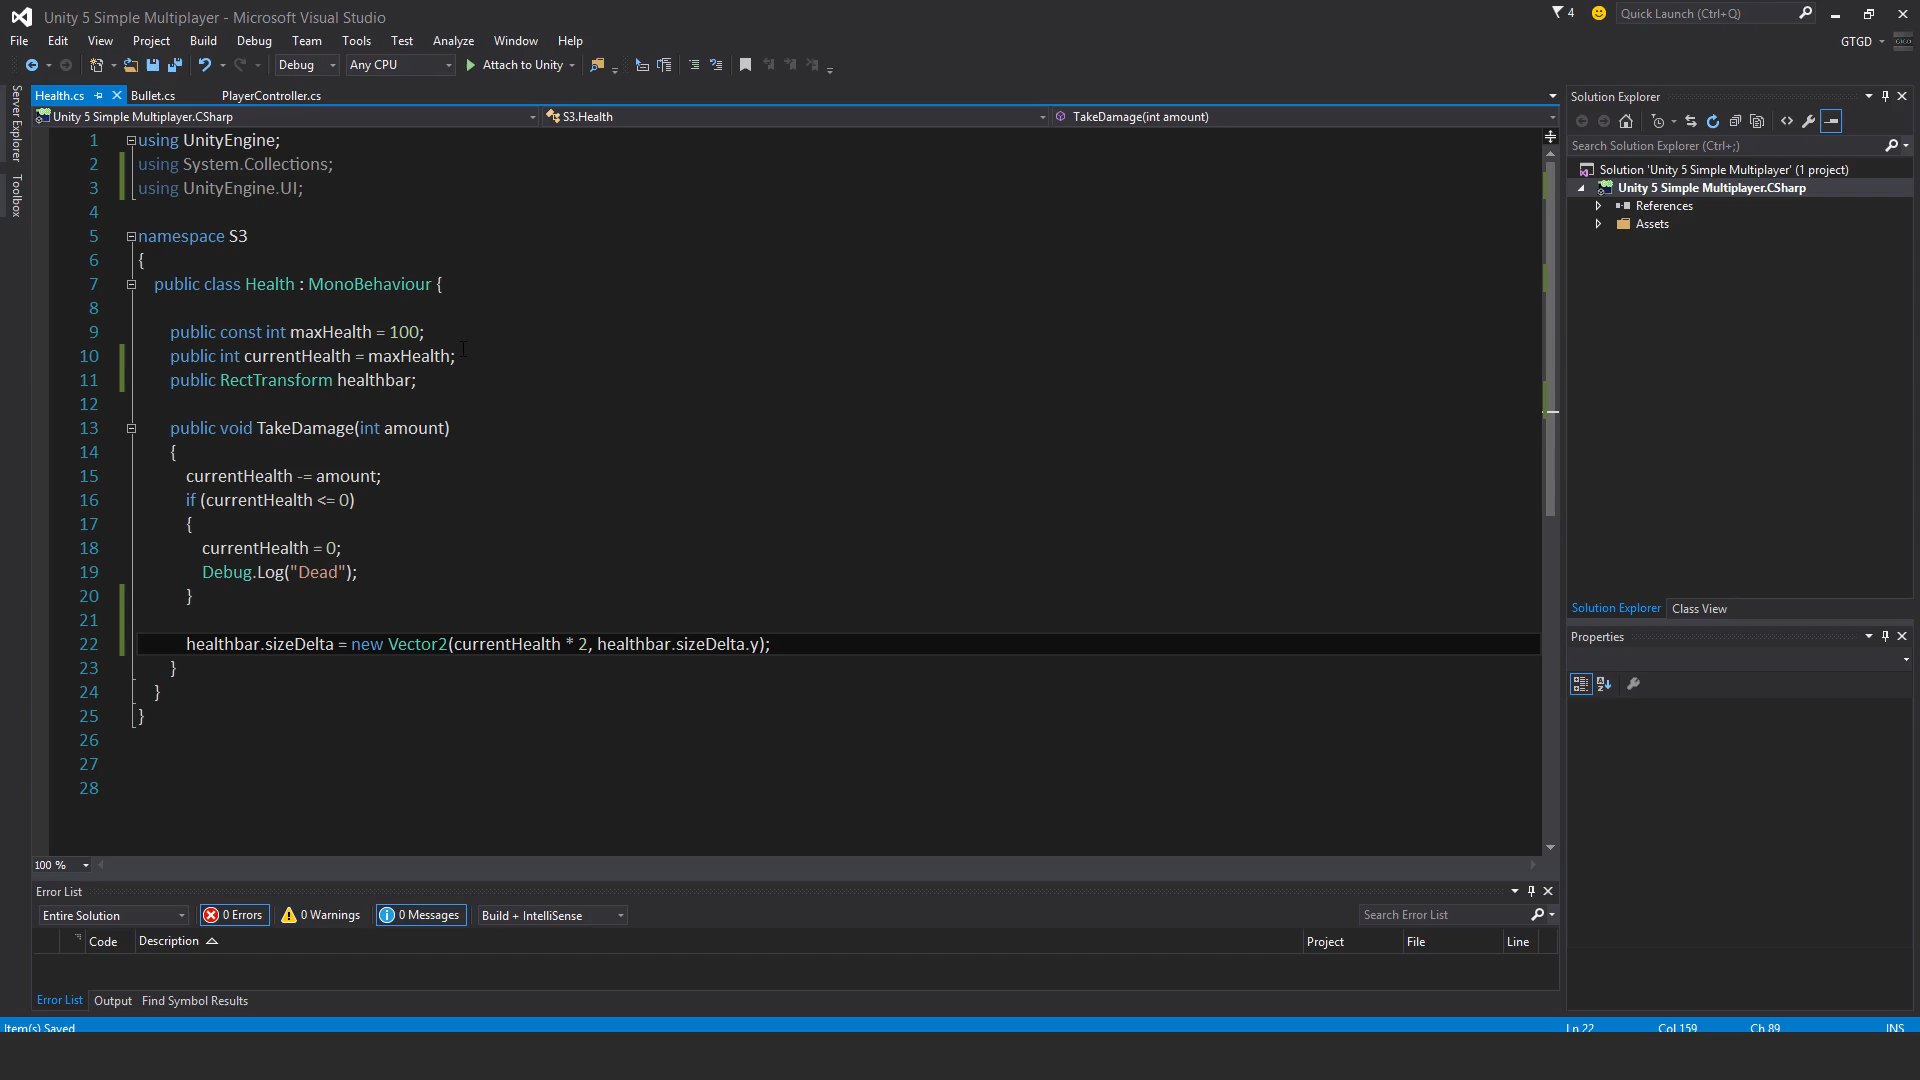 Unity 5 Simple Multiplayer - Microsoft Visual Studio
4
Quick Launch (Ctrl+Q)
File Edit View Project Build Debug Team Tools Test Analyze Window Help
GTGD
Debug Any CPU Attach to Unity
Server Explorer
Toolbox
Health.cs Bullet.cs PlayerController.cs
Unity 5 Simple Multiplayer.CSharp S3.Health TakeDamage(int amount)
1 using UnityEngine;
2 using System.Collections;
3 using UnityEngine.UI;
4
5 namespace S3
6 {
7 public class Health : MonoBehaviour {
8
9 public const int maxHealth = 100;
10 public int currentHealth = maxHealth;
11 public RectTransform healthbar;
12
13 public void TakeDamage(int amount)
14 {
15 currentHealth -= amount;
16 if (currentHealth <= 0)
17 {
18 currentHealth = 0;
19 Debug.Log("Dead");
20 }
21
22 healthbar.sizeDelta = new Vector2(currentHealth * 2, healthbar.sizeDelta.y);
23 }
24 }
25 }
26
27
28
100 %
Solution Explorer
Search Solution Explorer (Ctrl+;)
Solution 'Unity 5 Simple Multiplayer' (1 project)
Unity 5 Simple Multiplayer.CSharp
References
Assets
Solution Explorer Class View
Properties
Error List
Entire Solution 0 Errors 0 Warnings 0 Messages Build + IntelliSense Search Error List
Code Description Project File Line
Error List Output Find Symbol Results
Item(s) Saved Ln 22 Col 159 Ch 89 INS